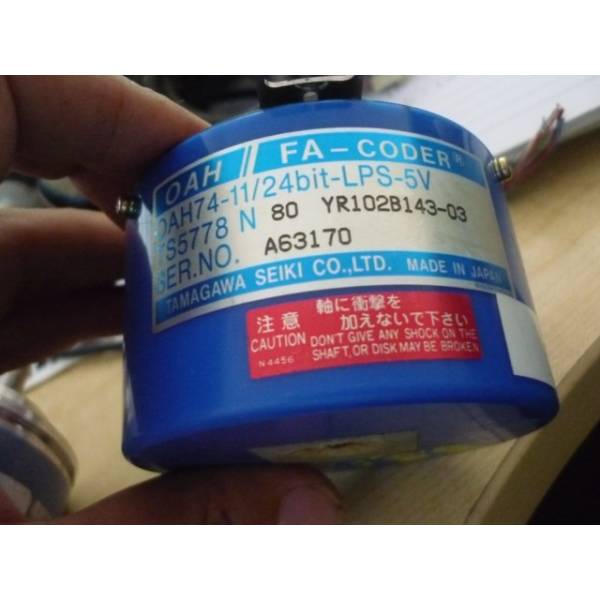 OAH // FA-CODER®
OAH74-11/24bit-LPS-5V
TS5778 N 80 YR102B143-03
SER.NO. A63170
TAMAGAWA SEIKI CO.,LTD. MADE IN JAPAN
注意 軸に衝撃を
加えないで下さい
CAUTION DON'T GIVE ANY SHOCK ON THE
SHAFT, OR DISK MAY BE BROKEN
N4456